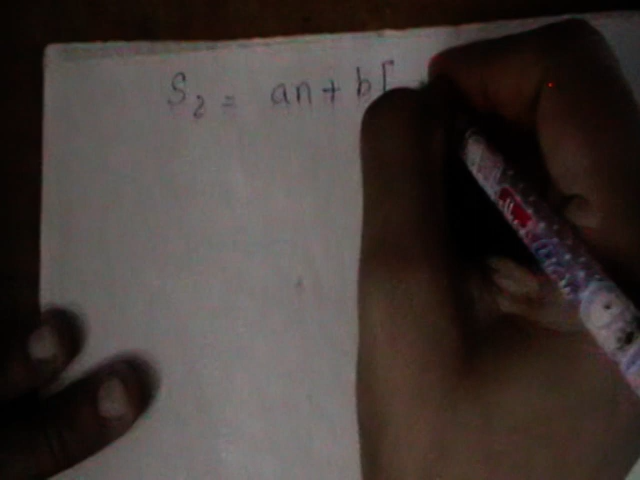 S₂ = an + b[